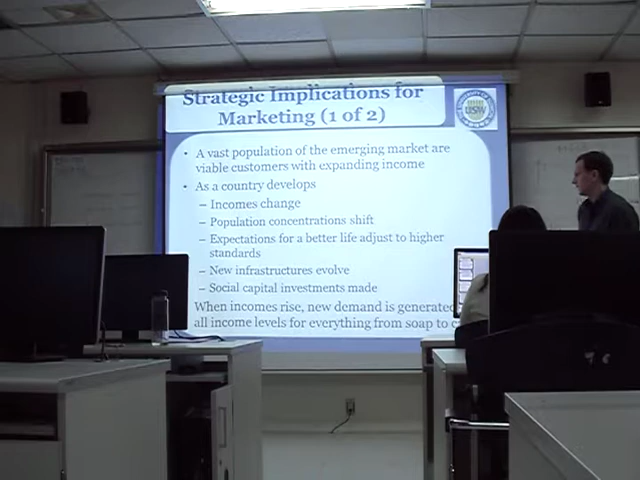 Strategic Implications for
Marketing (1 of 2)
• A vast population of the emerging market are
viable customers with expanding income
• As a country develops
– Incomes change
– Population concentrations shift
– Expectations for a better life adjust to higher
standards
– New infrastructures evolve
– Social capital investments made
When incomes rise, new demand is generate
all income levels for everything from soap to